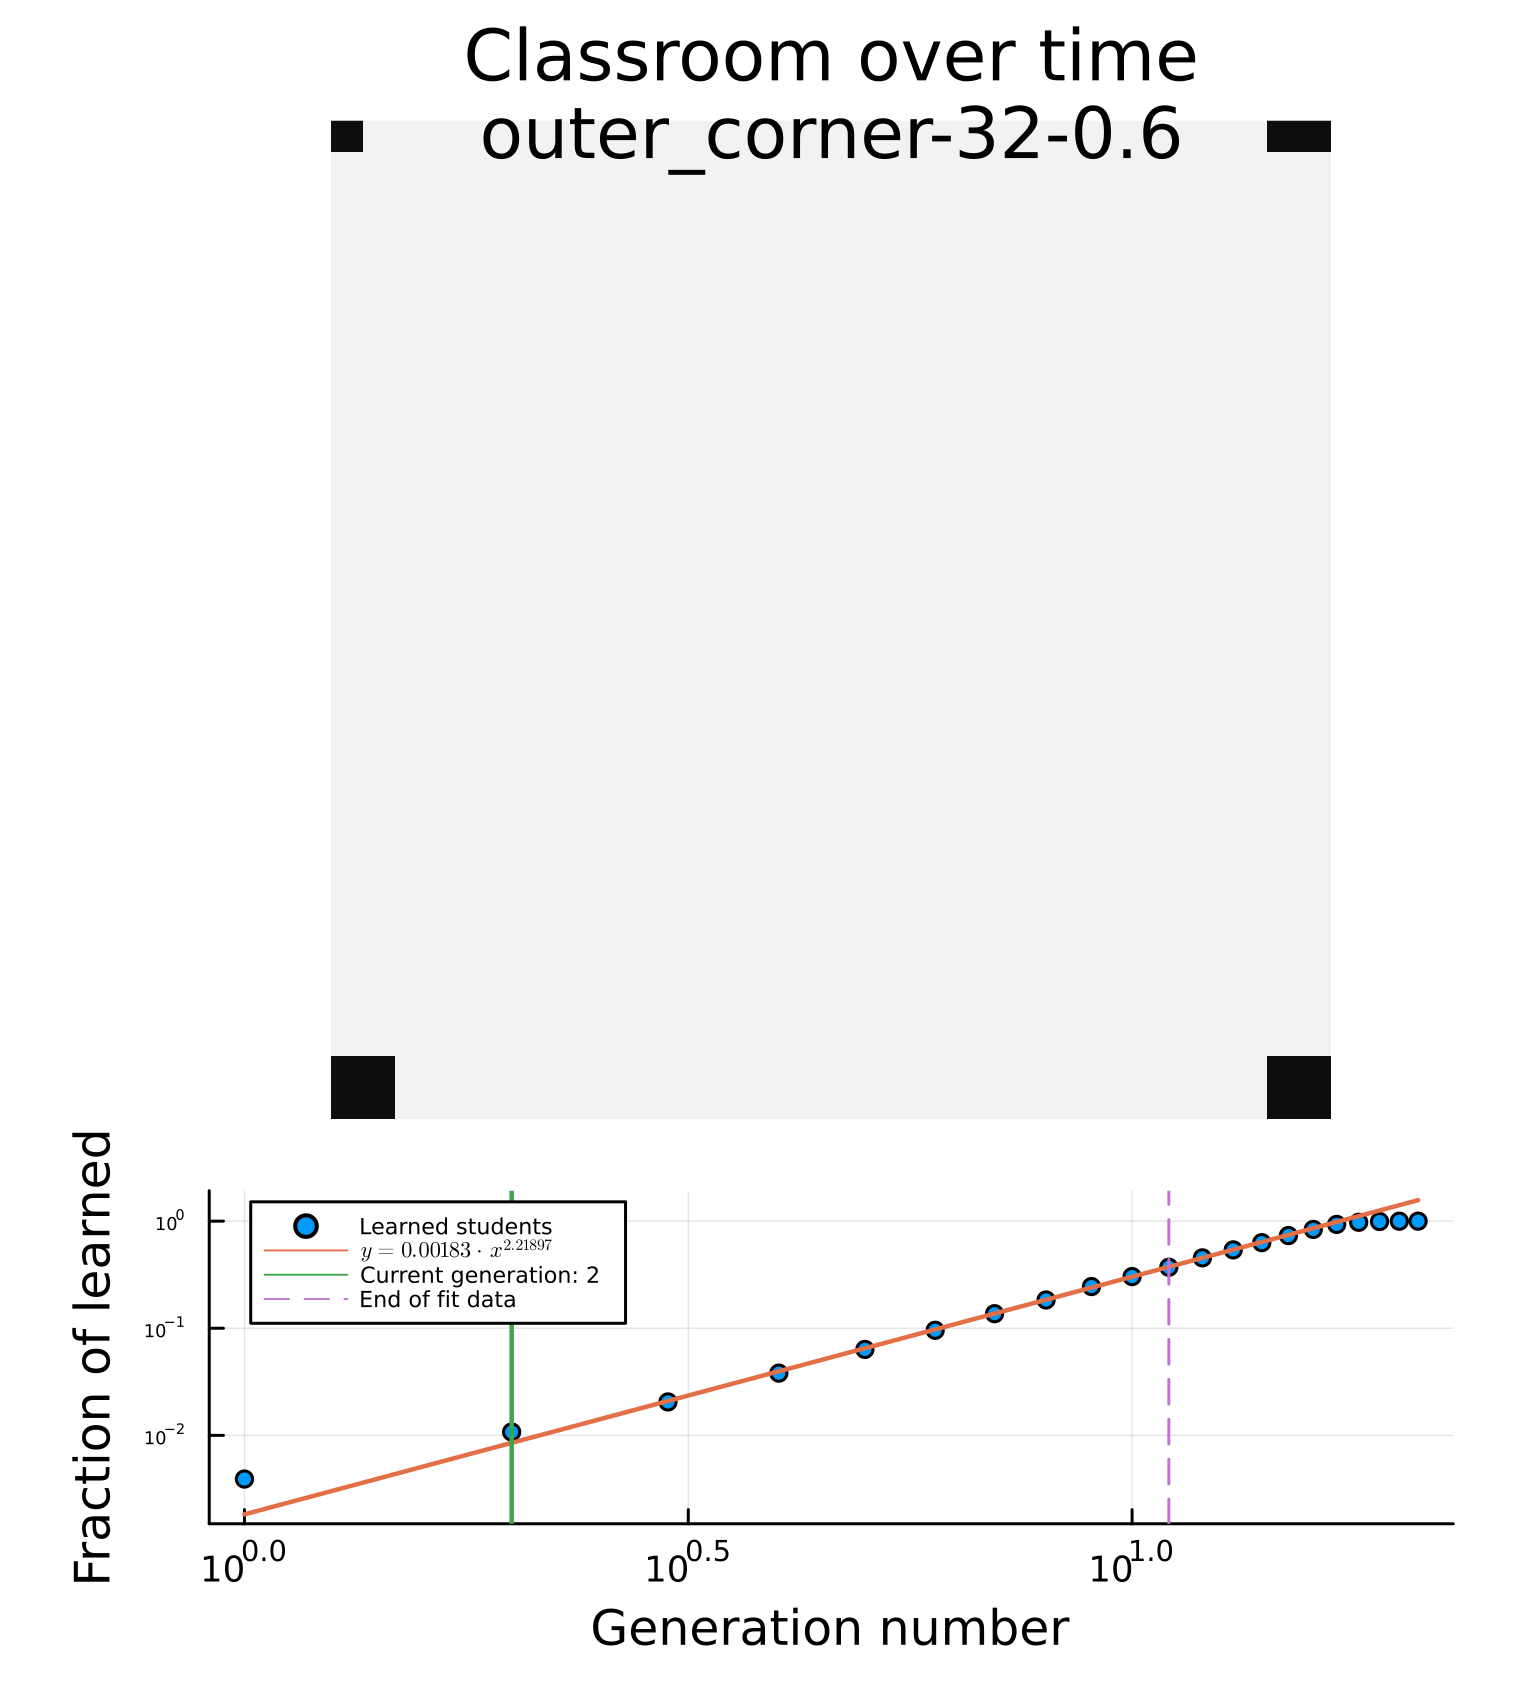 Classroom over time
outer_corner-32-0.6
Fraction of learned
10^0
10^-1
10^-2
Learned students
y = 0.00183 · x^2.21897
Current generation: 2
End of fit data
10^0.0
10^0.5
10^1.0
Generation number